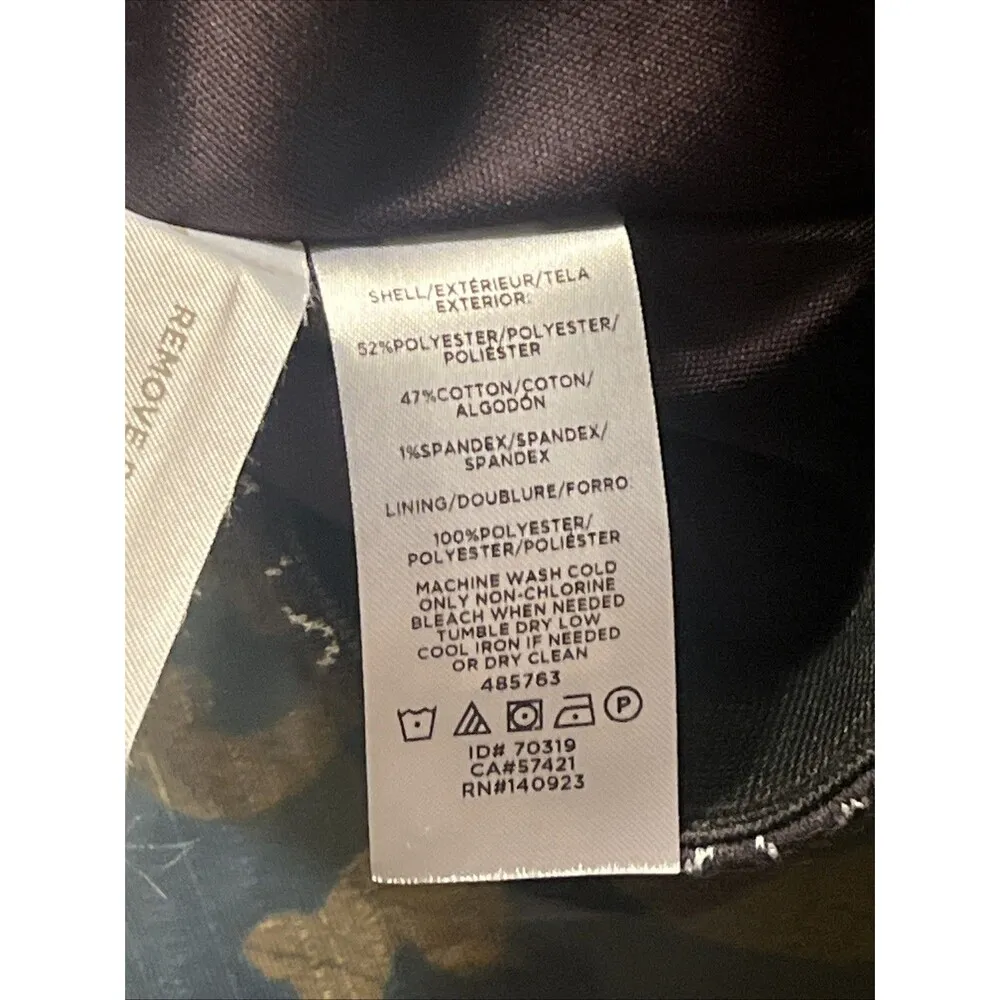 SHELL/EXTÉRIEUR/TELA
EXTERIOR:
52%POLYESTER/POLYESTER/
POLIÉSTER
47%COTTON/COTON/
ALGODÓN
1%SPANDEX/SPANDEX/
SPANDEX
LINING/DOUBLURE/FORRO:
100%POLYESTER/
POLYESTER/POLIÉSTER
MACHINE WASH COLD
ONLY NON-CHLORINE
BLEACH WHEN NEEDED
TUMBLE DRY LOW
COOL IRON IF NEEDED
OR DRY CLEAN
485763
P
ID# 70319
CA#57421
RN#140923
REMOVE